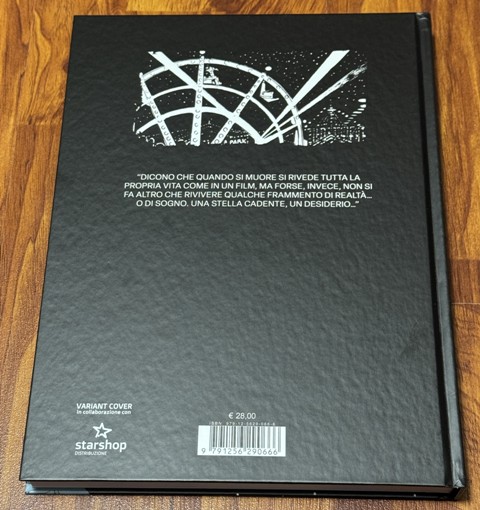 A PARK:
"DICONO CHE QUANDO SI MUORE SI RIVEDE TUTTA LA
PROPRIA VITA COME IN UN FILM, MA FORSE, INVECE, NON SI
FA ALTRO CHE RIVIVERE QUALCHE FRAMMENTO DI REALTÀ...
O DI SOGNO. UNA STELLA CADENTE, UN DESIDERIO..."
VARIANT COVER
in collaborazione con
starshop
DISTRIBUZIONE
€ 28,00
9 791256 290666